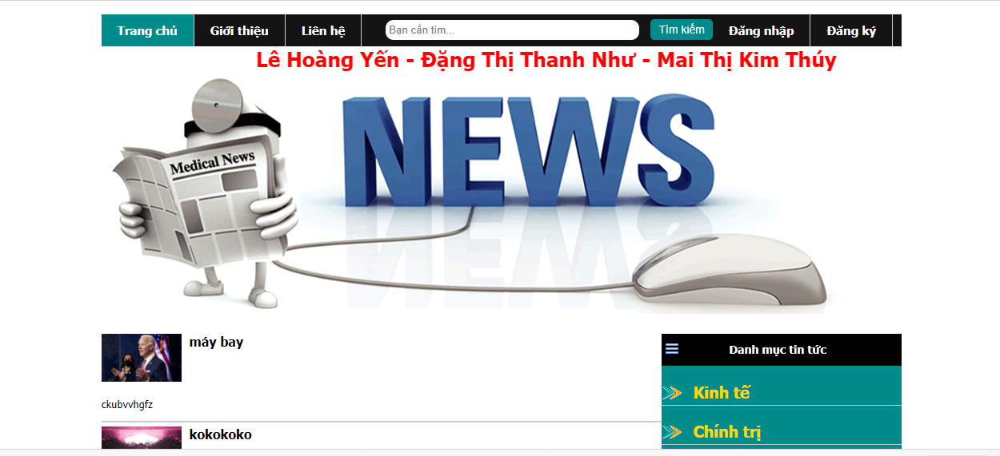 Trang chủ Giới thiệu Liên hệ Bạn cần tìm... Tìm kiếm Đăng nhập Đăng ký
Lê Hoàng Yến - Đặng Thị Thanh Như - Mai Thị Kim Thúy
NEWS
Medical News
máy bay
ckubvvhgfz
kokokoko
Danh mục tin tức
Kinh tế
Chính trị